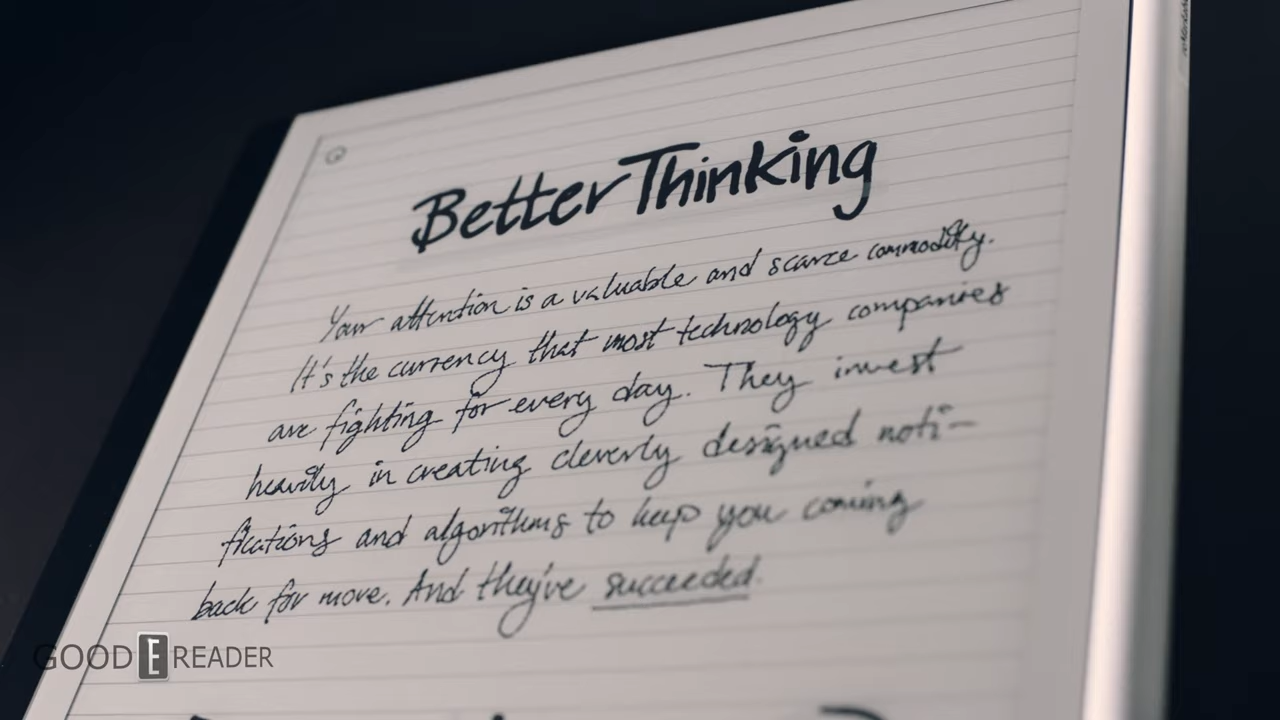 Better Thinking
Your attention is a valuable and scarce commodity.
It's the currency that most technology companies
are fighting for every day. They invest
heavily in creating cleverly designed noti-
fications and algorithms to keep you coming
back for more. And they've succeeded.
GOOD E READER